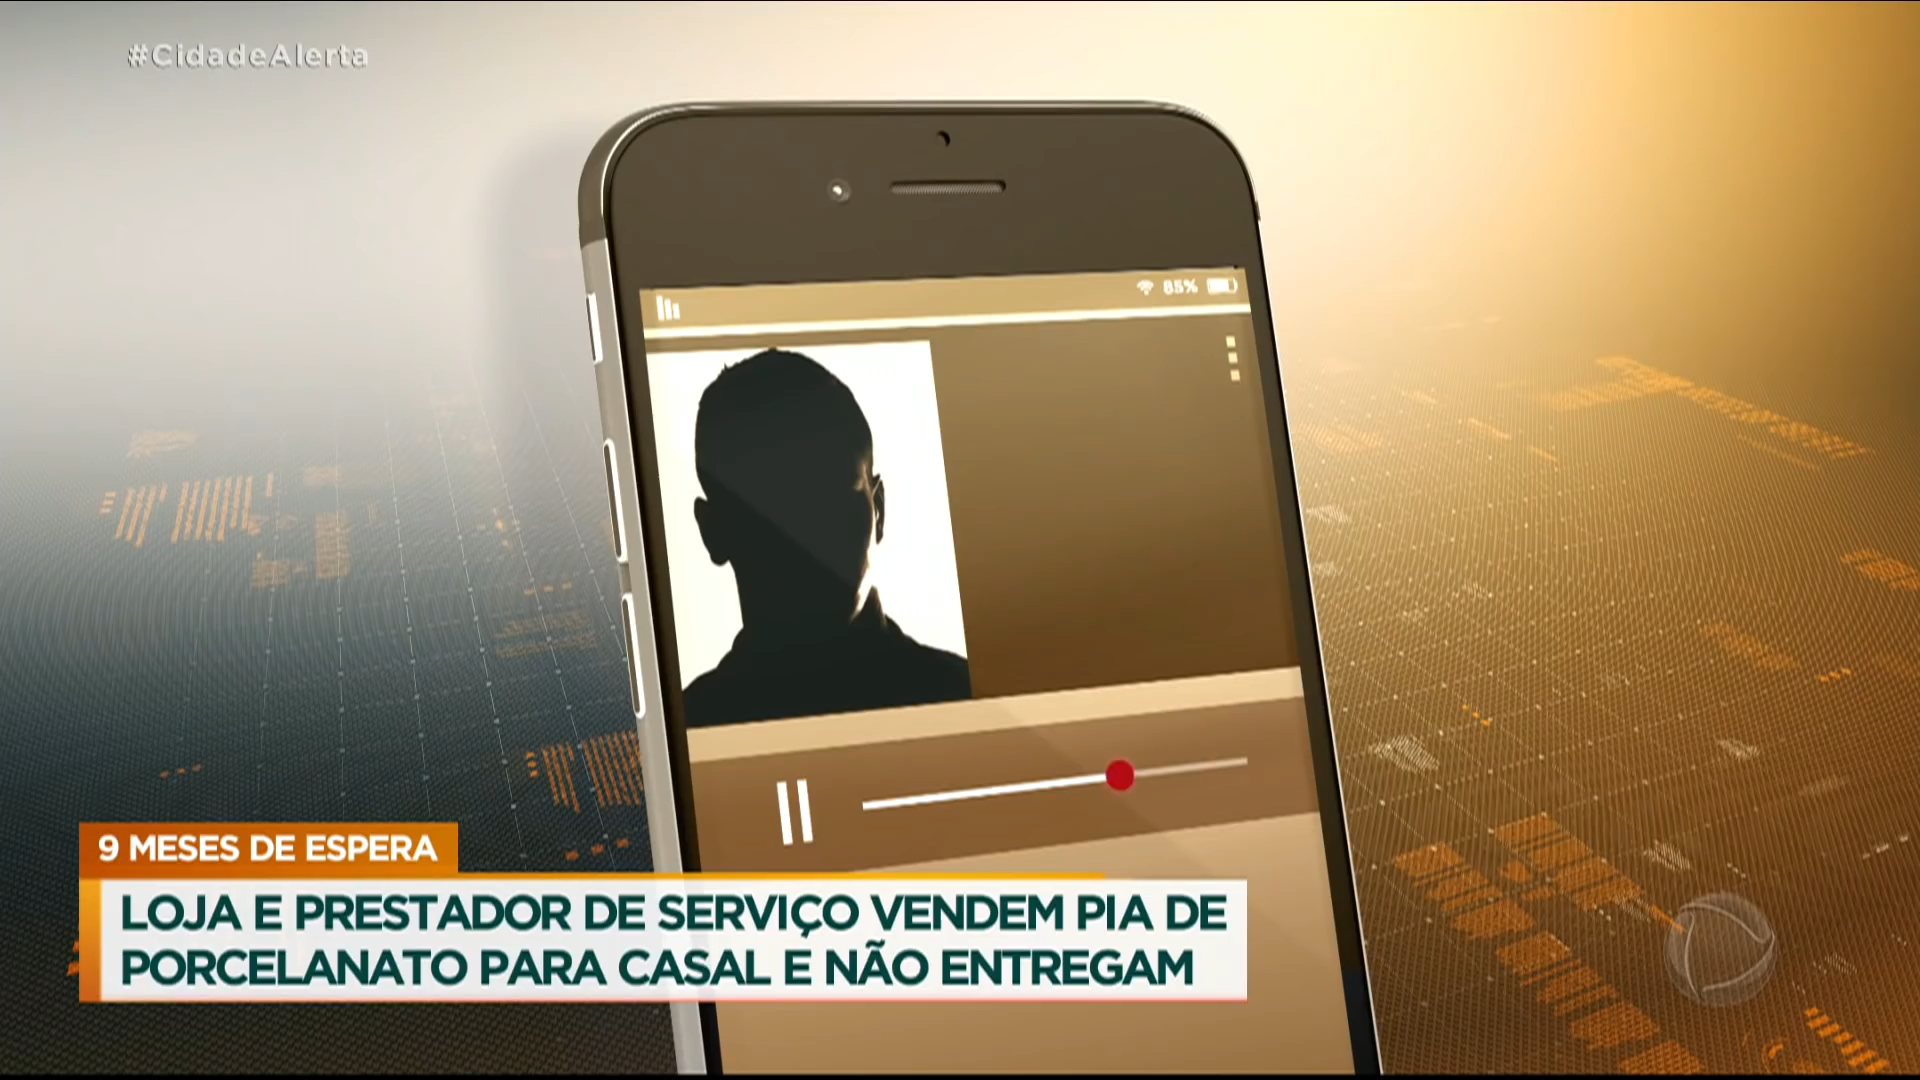 #CidadeAlerta
85%
9 MESES DE ESPERA
LOJA E PRESTADOR DE SERVIÇO VENDEM PIA DE
PORCELANATO PARA CASAL E NÃO ENTREGAM